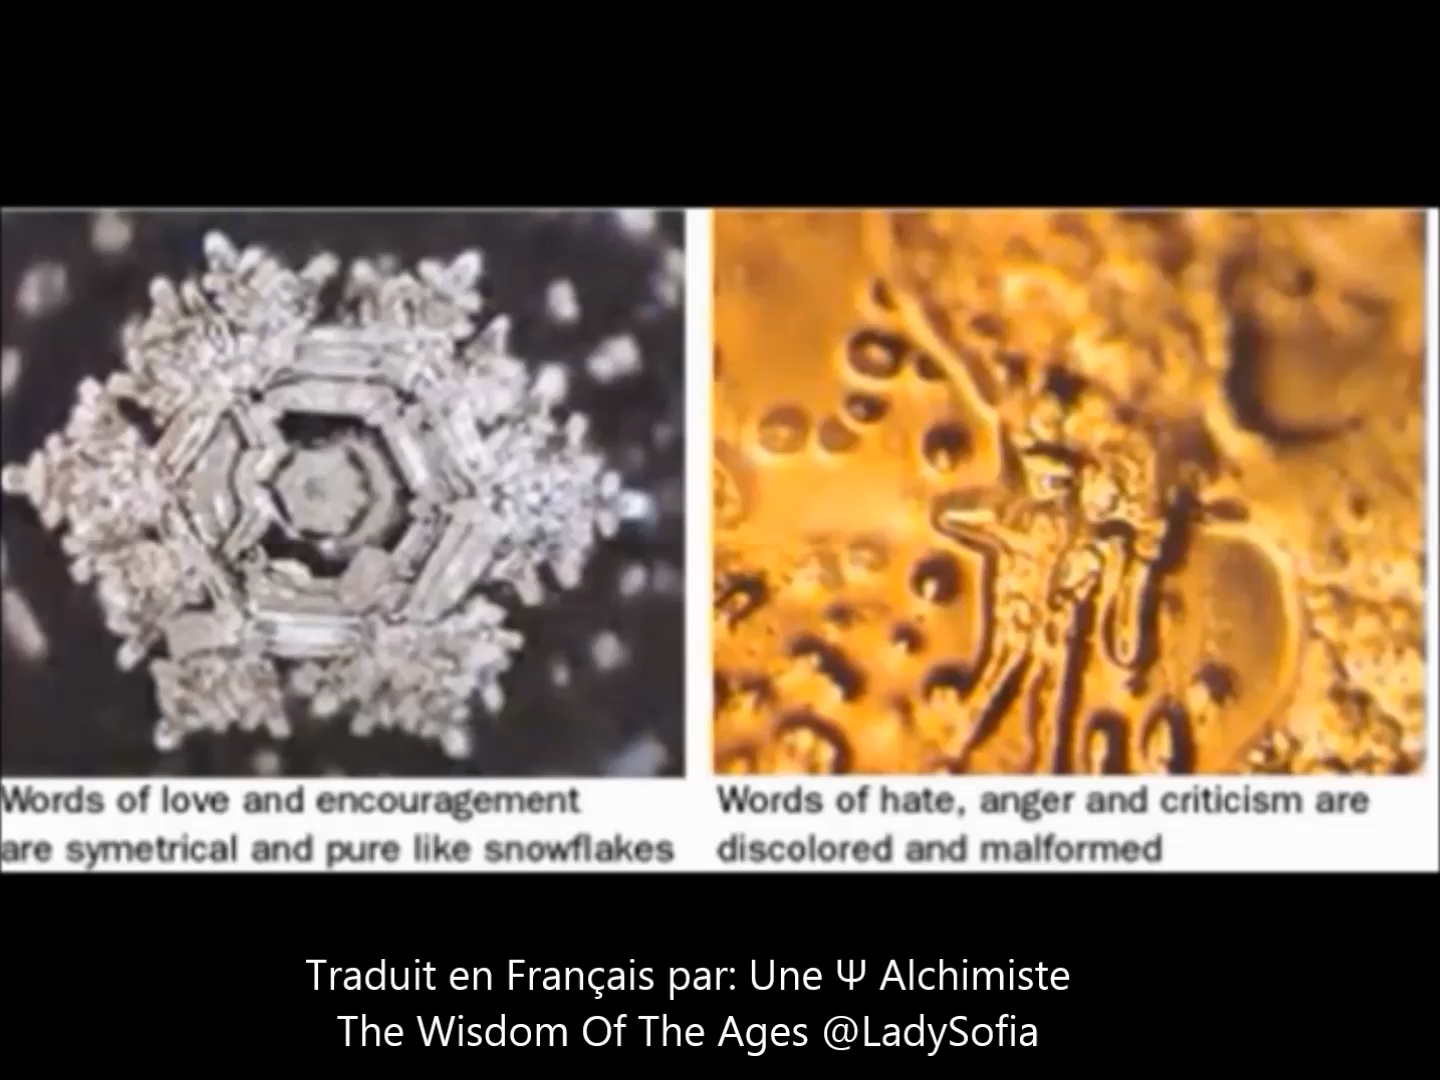 Words of love and encouragement
are symetrical and pure like snowflakes
Words of hate, anger and criticism are
discolored and malformed
Traduit en Français par: Une Ψ Alchimiste
The Wisdom Of The Ages @LadySofia